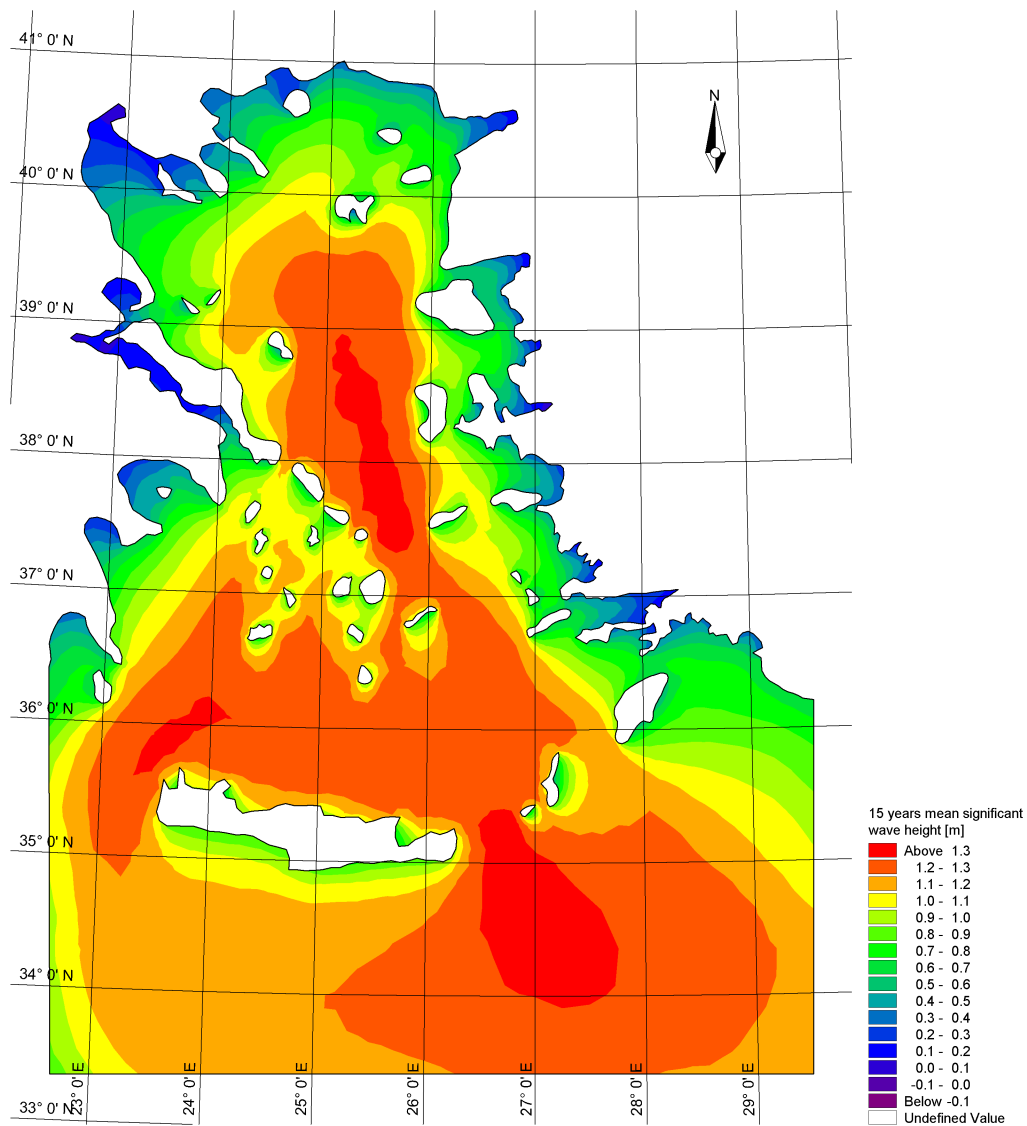 41° 0' N
N
40° 0' N
39° 0' N
38° 0' N
37° 0' N
36° 0' N
35° 0' N
34° 0' N
33° 0' N
23° 0' E
24° 0' E
25° 0' E
26° 0' E
27° 0' E
28° 0' E
29° 0' E
15 years mean significant
wave height [m]
Above 1.3
1.2 - 1.3
1.1 - 1.2
1.0 - 1.1
0.9 - 1.0
0.8 - 0.9
0.7 - 0.8
0.6 - 0.7
0.5 - 0.6
0.4 - 0.5
0.3 - 0.4
0.2 - 0.3
0.1 - 0.2
0.0 - 0.1
-0.1 - 0.0
Below -0.1
Undefined Value